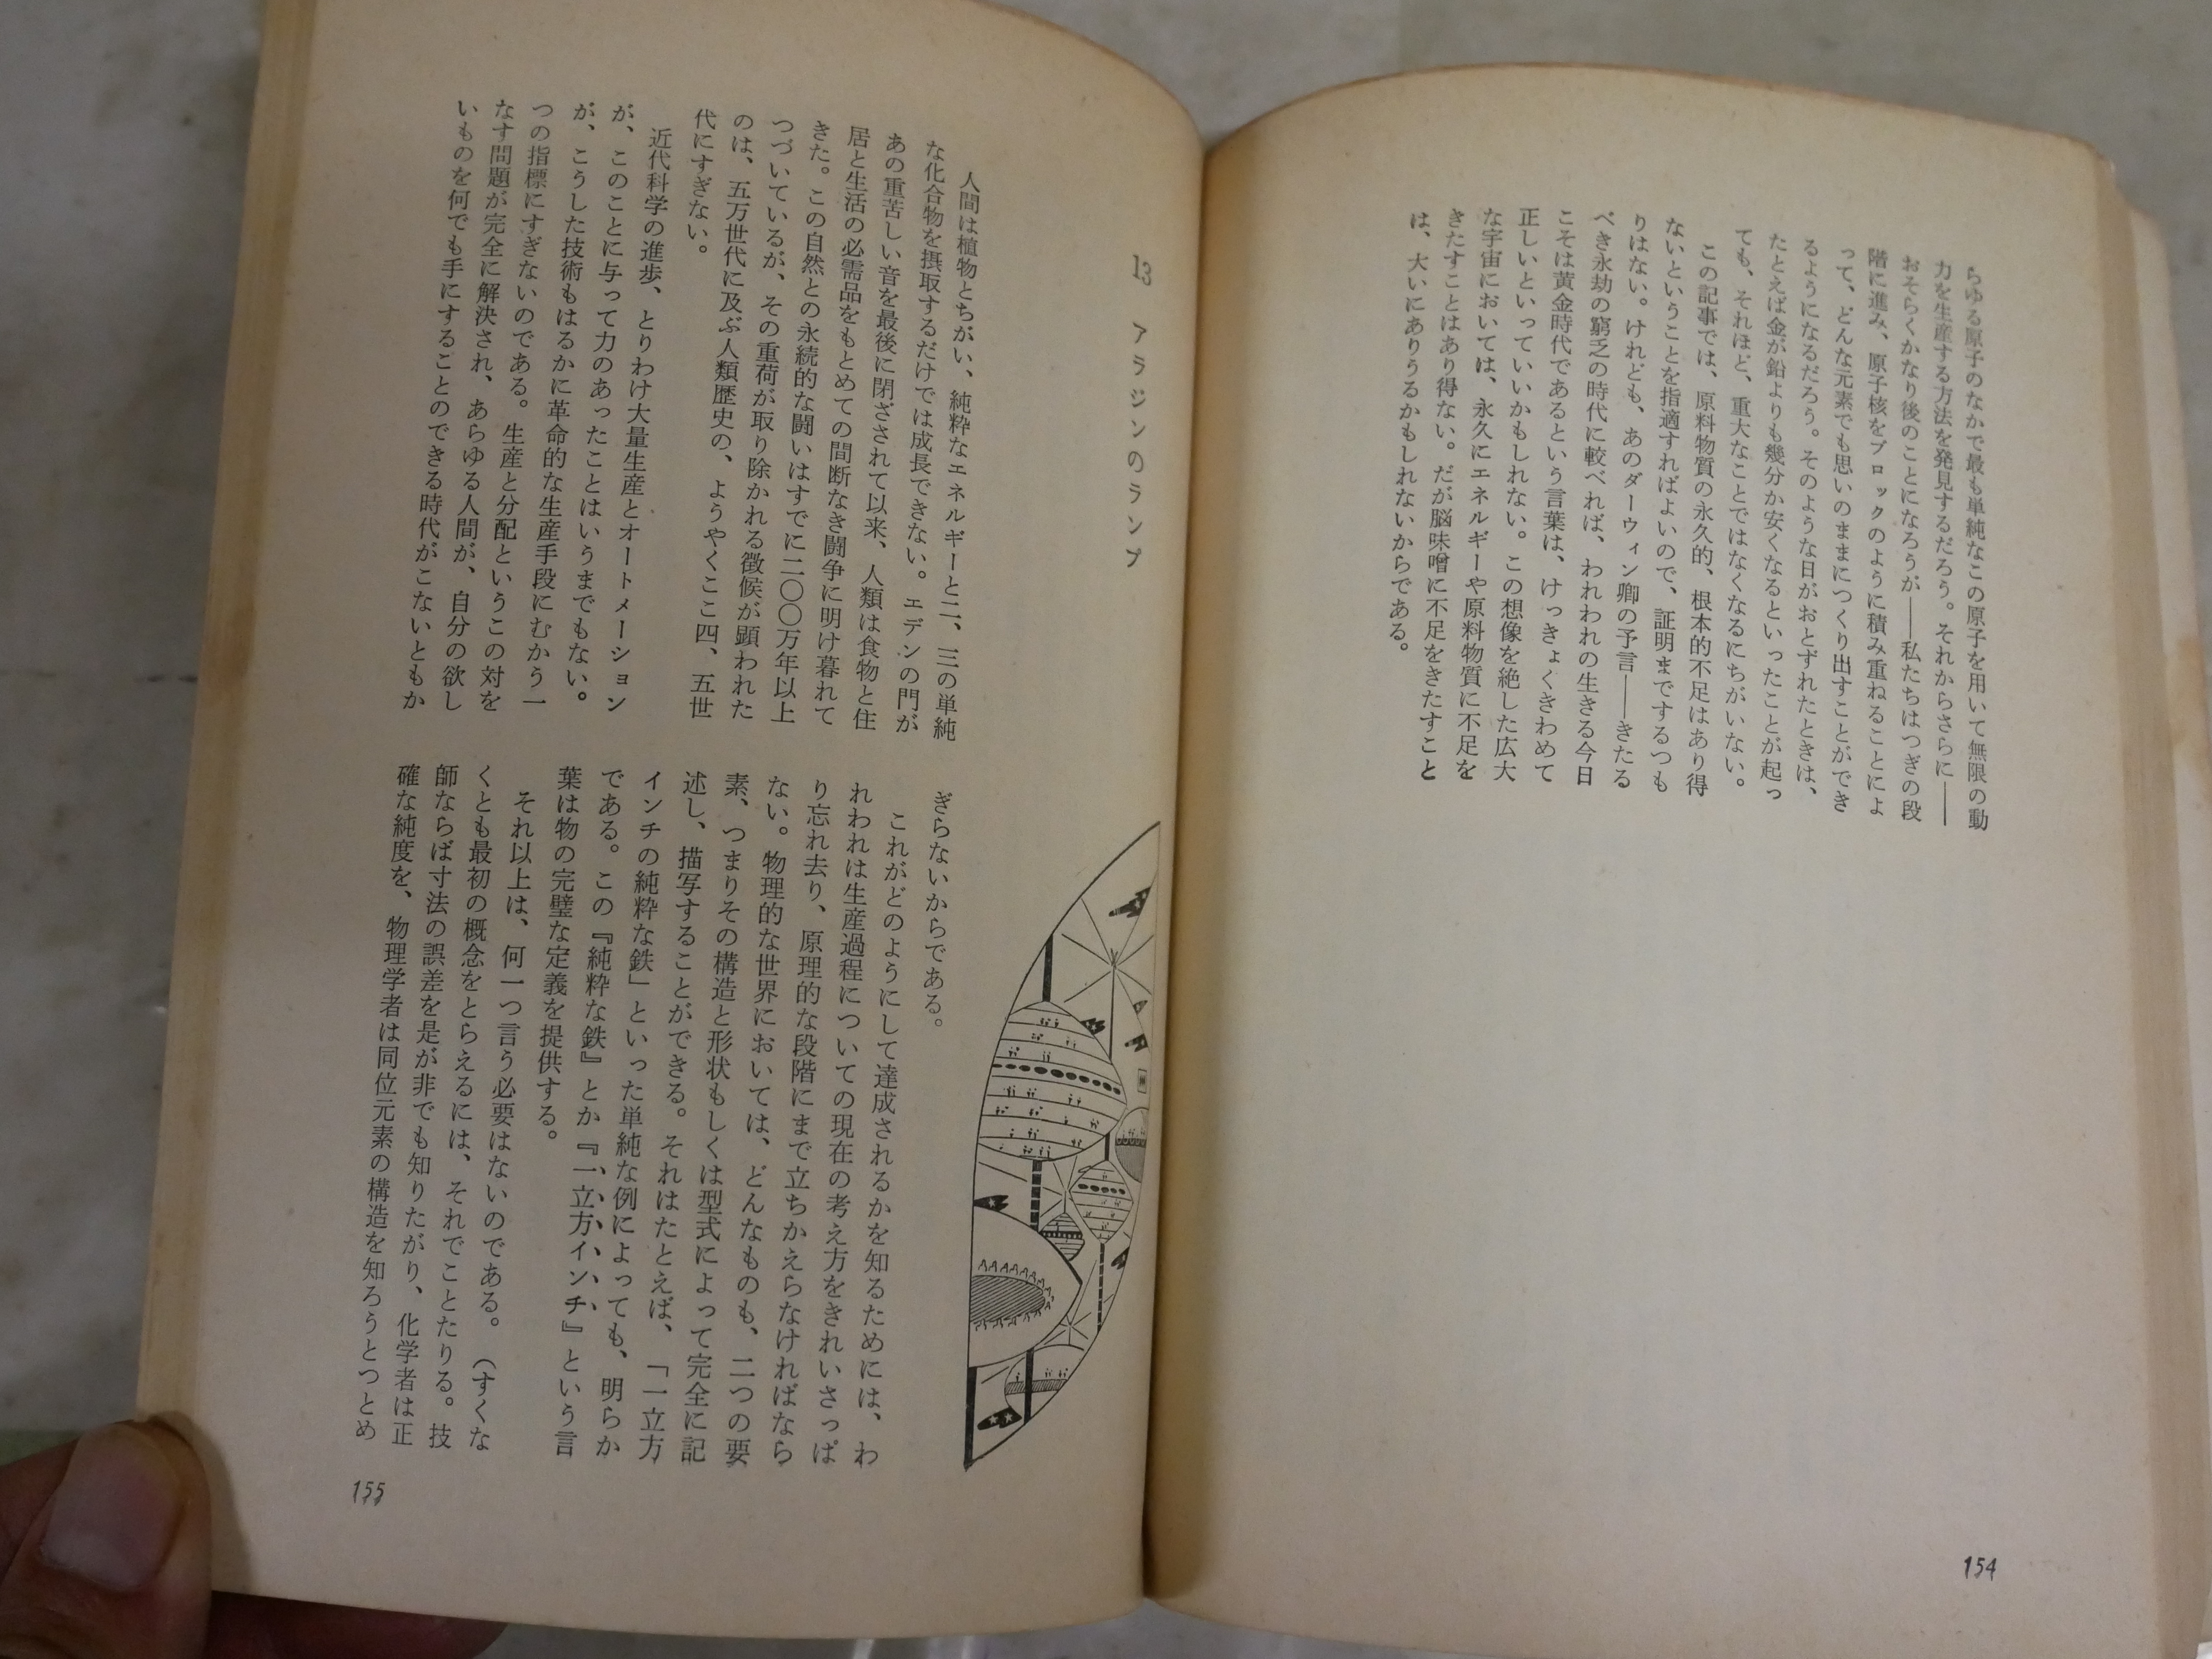 らゆる原子のなかで最も単純なこの原子を用いて無限の動
力を生産する方法を発見するだろう。それからさらに――
おそらくかなり後のことになろうが――私たちはつぎの段
階に進み、原子核をブロックのように積み重ねることによ
って、どんな元素でも思いのままにつくり出すことができ
るようになるだろう。そのような日がおとずれたときは、
たとえば金が鉛よりも幾分か安くなるといったことが起っ
ても、それほど、重大なことではなくなるにちがいない。
この記事では、原料物質の永久的、根本的不足はあり得
ないということを指適すればよいので、証明までするつも
りはない。けれども、あのダーウィン卿の予言――きたる
べき永劫の窮乏の時代に較べれば、われわれの生きる今日
こそは黄金時代であるという言葉は、けっきょくきわめて
正しいといっていいかもしれない。この想像を絶した広大
な宇宙においては、永久にエネルギーや原料物質に不足を
きたすことはあり得ない。だが脳味噌に不足をきたすこと
は、大いにありうるかもしれないからである。
154
13 アラジンのランプ
人間は植物とちがい、純粋なエネルギーと二、三の単純
な化合物を摂取するだけでは成長できない。エデンの門が
あの重苦しい音を最後に閉ざされて以来、人類は食物と住
居と生活の必需品をもとめての間断なき闘争に明け暮れて
きた。この自然との永続的な闘いはすでに二〇〇万年以上
つづいているが、その重荷が取り除かれる徴候が顕われた
のは、五万世代に及ぶ人類歴史の、ようやくここ四、五世
代にすぎない。
近代科学の進歩、とりわけ大量生産とオートメーション
が、このことに与って力のあったことはいうまでもない。
が、こうした技術もはるかに革命的な生産手段にむかう一
つの指標にすぎないのである。生産と分配というこの対を
なす問題が完全に解決され、あらゆる人間が、自分の欲し
いものを何でも手にするごとのできる時代がこないともか
ぎらないからである。
これがどのようにして達成されるかを知るためには、わ
れわれは生産過程についての現在の考え方をきれいさっぱ
り忘れ去り、原理的な段階にまで立ちかえらなければなら
ない。物理的な世界においては、どんなものも、二つの要
素、つまりその構造と形状もしくは型式によって完全に記
述し、描写することができる。それはたとえば、「一立方
インチの純粋な鉄」といった単純な例によっても、明らか
である。この『純粋な鉄』とか『一立方インチ』という言
葉は物の完璧な定義を提供する。
それ以上は、何一つ言う必要はないのである。（すくな
くとも最初の概念をとらえるには、それでことたりる。技
師ならば寸法の誤差を是が非でも知りたがり、化学者は正
確な純度を、物理学者は同位元素の構造を知ろうとつとめ
155